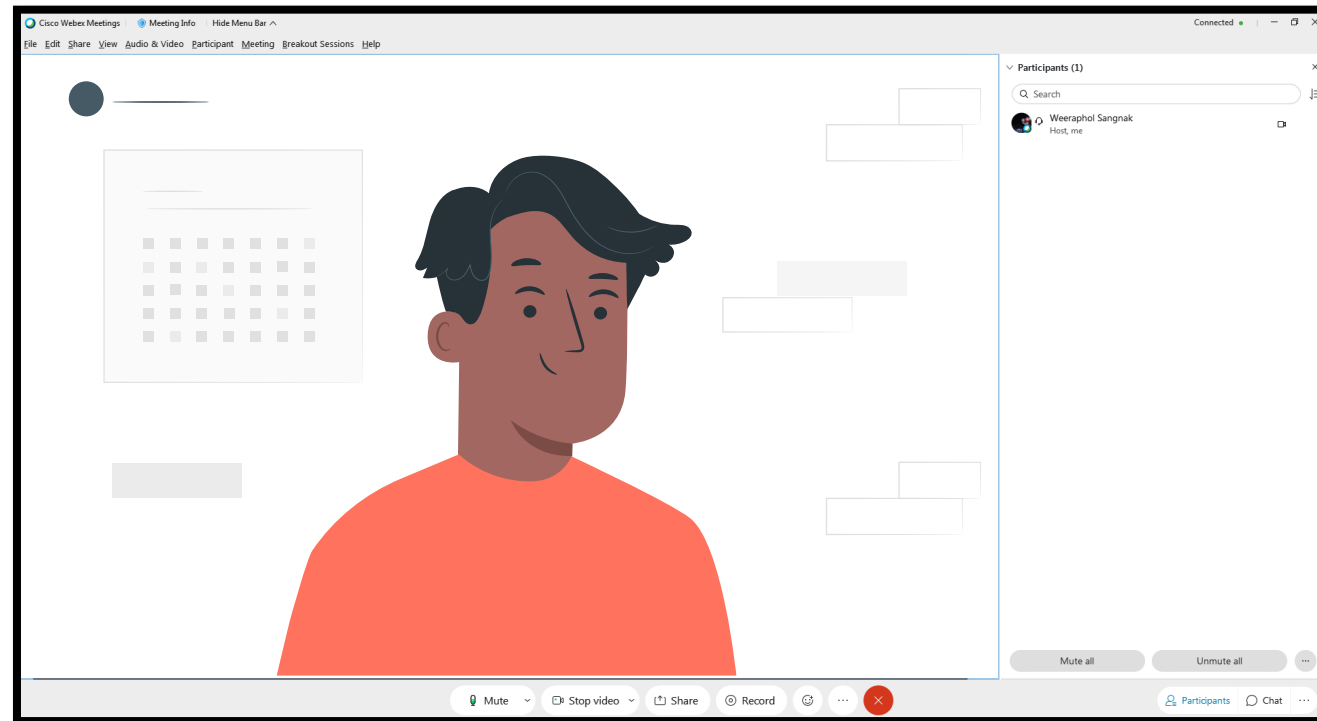 Cisco Webex Meetings Meeting Info Hide Menu Bar Connected
File Edit Share View Audio & Video Participant Meeting Breakout Sessions Help
Participants (1)
Search
Weeraphol Sangnak
Host, me
Mute all Unmute all
Mute Stop video Share Record Participants Chat